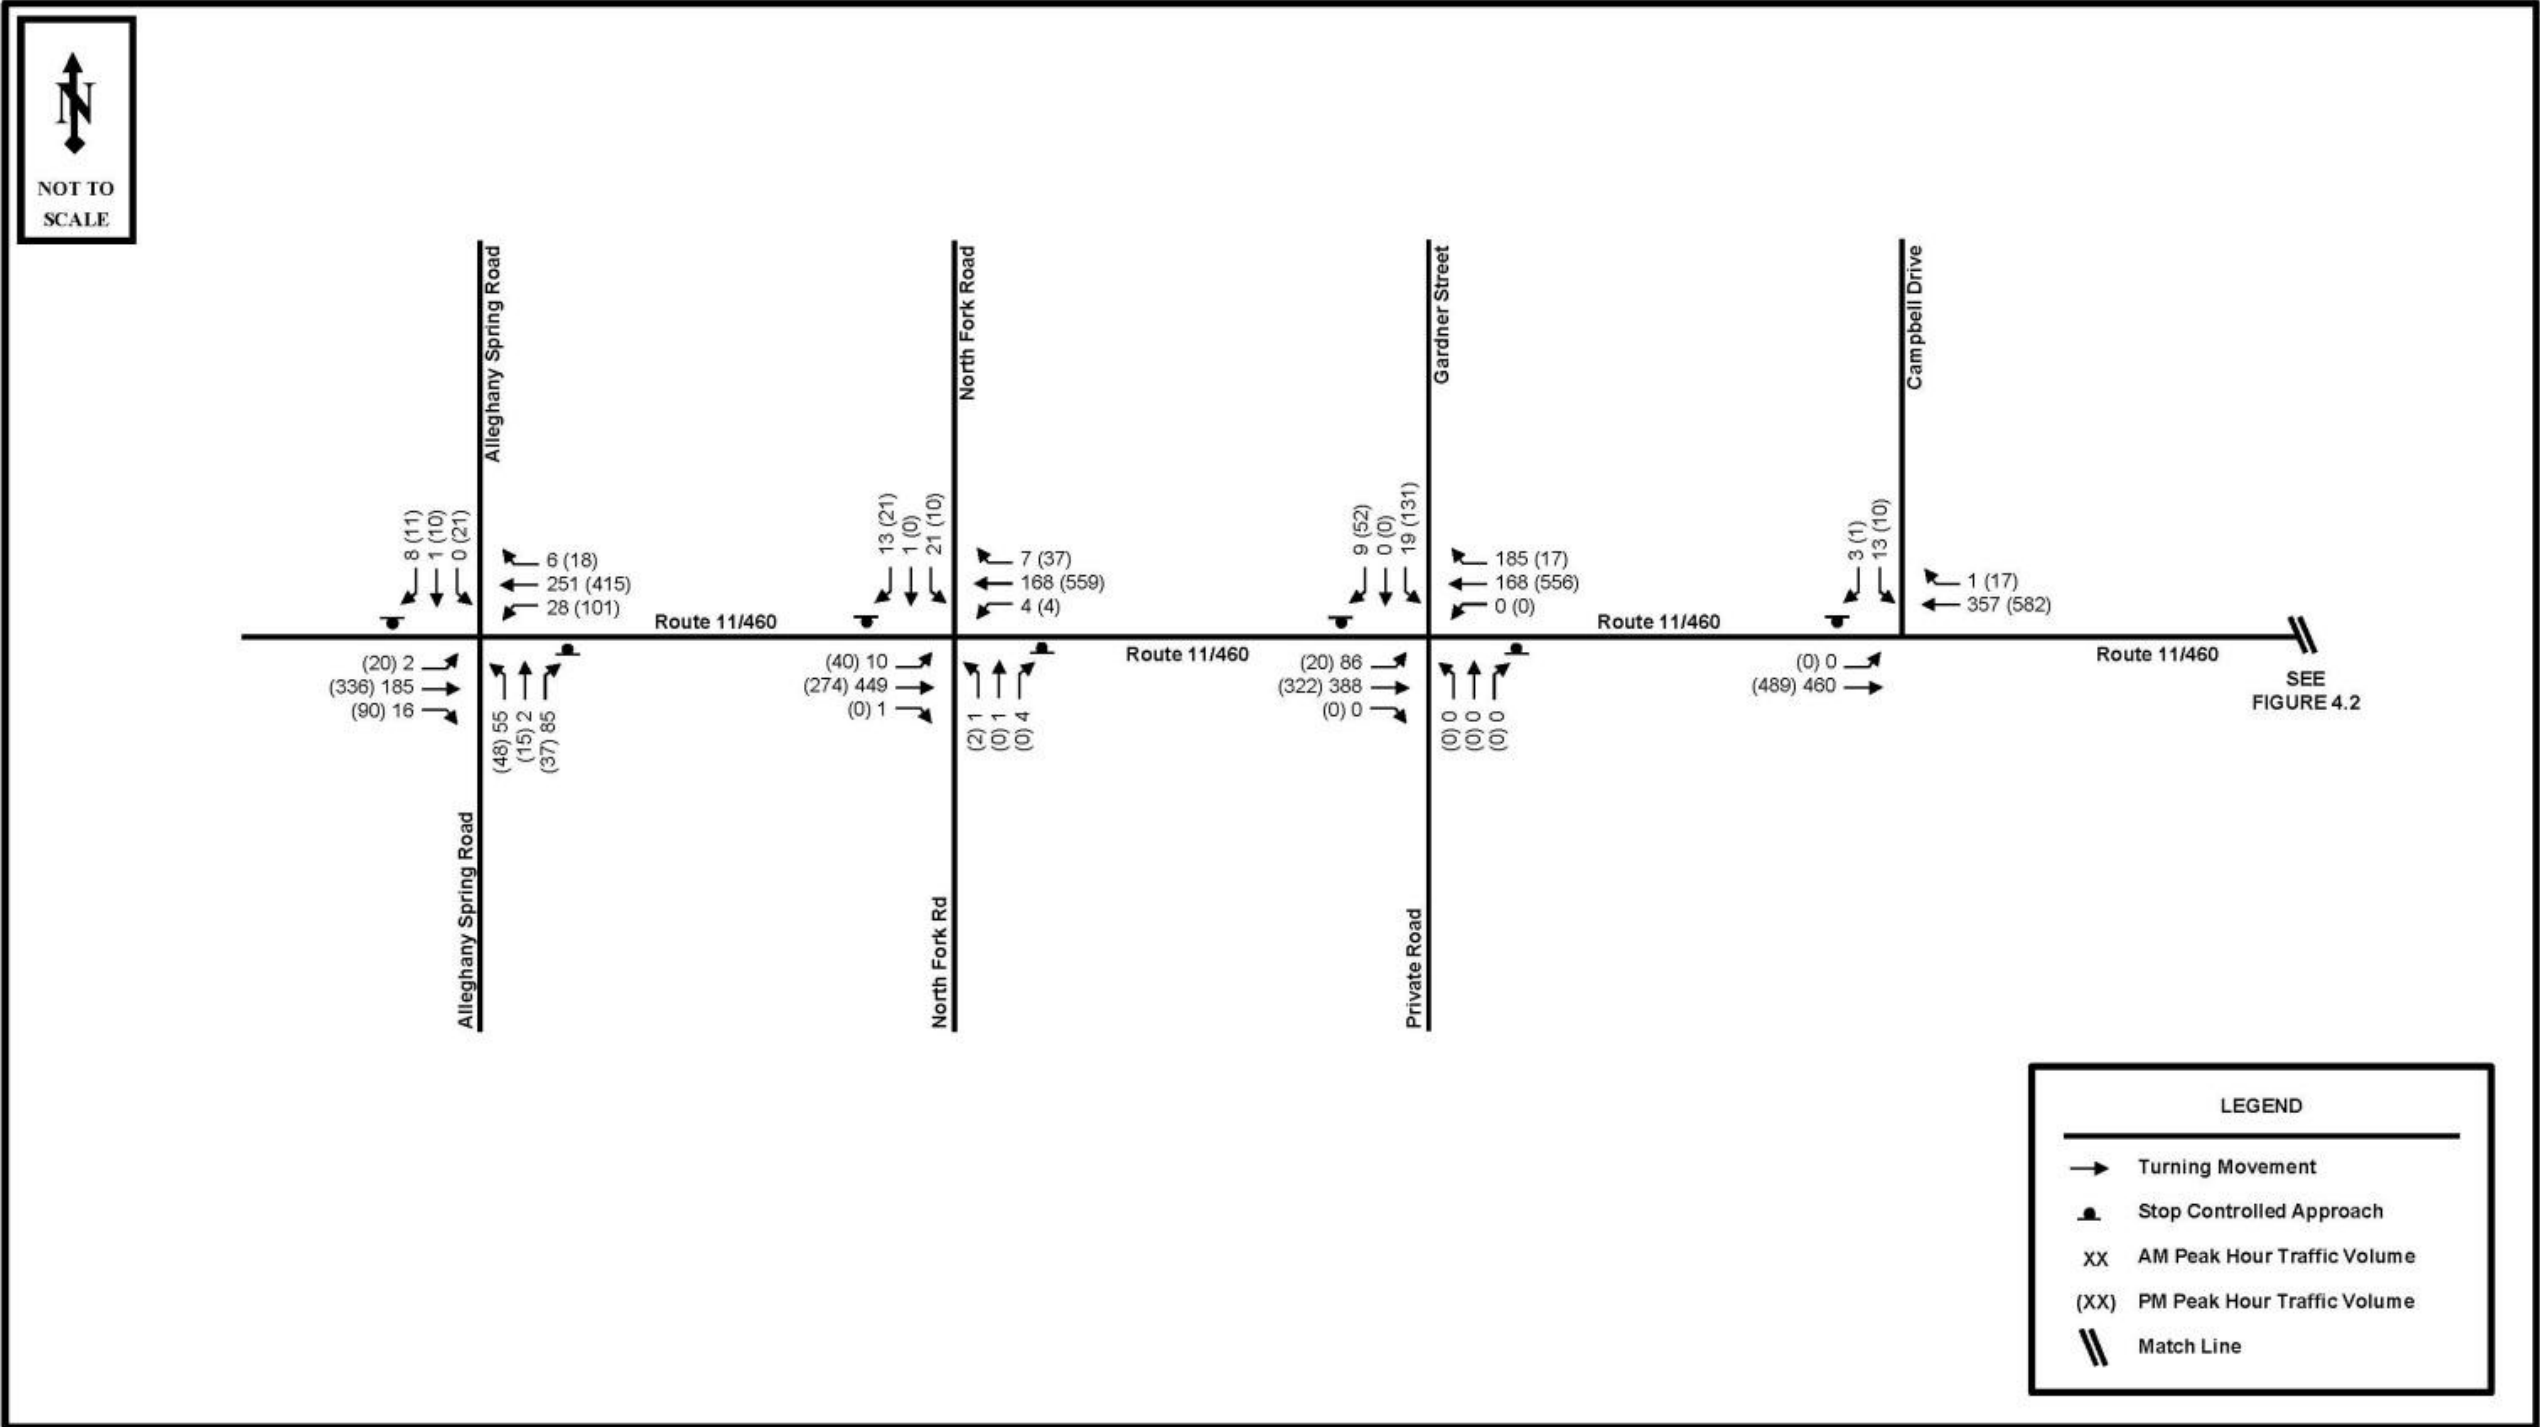 N
NOT TO
SCALE
Alleghany Spring Road
North Fork Road
Gardner Street
Campbell Drive
8 (11)
1 (10)
0 (21)
6 (18)
251 (415)
28 (101)
13 (21)
1 (0)
21 (10)
7 (37)
168 (559)
4 (4)
9 (52)
0 (0)
19 (131)
185 (17)
168 (556)
0 (0)
3 (1)
13 (10)
1 (17)
357 (582)
Route 11/460
Route 11/460
Route 11/460
Route 11/460
(20) 2
(336) 185
(90) 16
(48) 55
(15) 2
(37) 85
(40) 10
(274) 449
(0) 1
(2) 1
(0) 1
(0) 4
(20) 86
(322) 388
(0) 0
(0) 0
(0) 0
(0) 0
(0) 0
(489) 460
SEE
FIGURE 4.2
Alleghany Spring Road
North Fork Rd
Private Road
LEGEND
Turning Movement
Stop Controlled Approach
XX AM Peak Hour Traffic Volume
(XX) PM Peak Hour Traffic Volume
Match Line